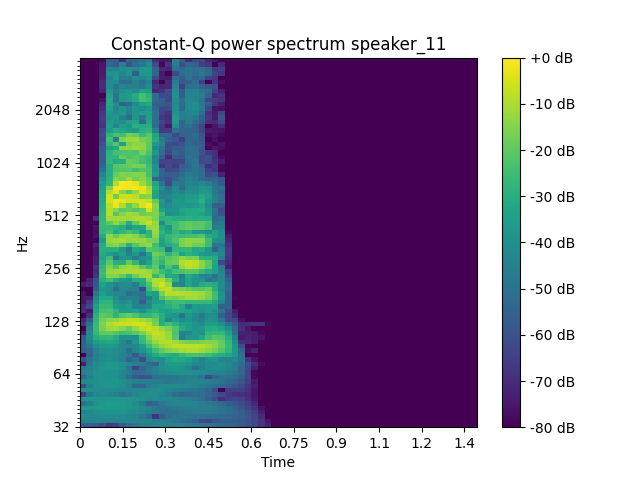 Constant-Q power spectrum speaker_11
Hz
2048
1024
512
256
128
64
32
0 0.15 0.3 0.45 0.6 0.75 0.9 1.1 1.2 1.4
Time
+0 dB
-10 dB
-20 dB
-30 dB
-40 dB
-50 dB
-60 dB
-70 dB
-80 dB